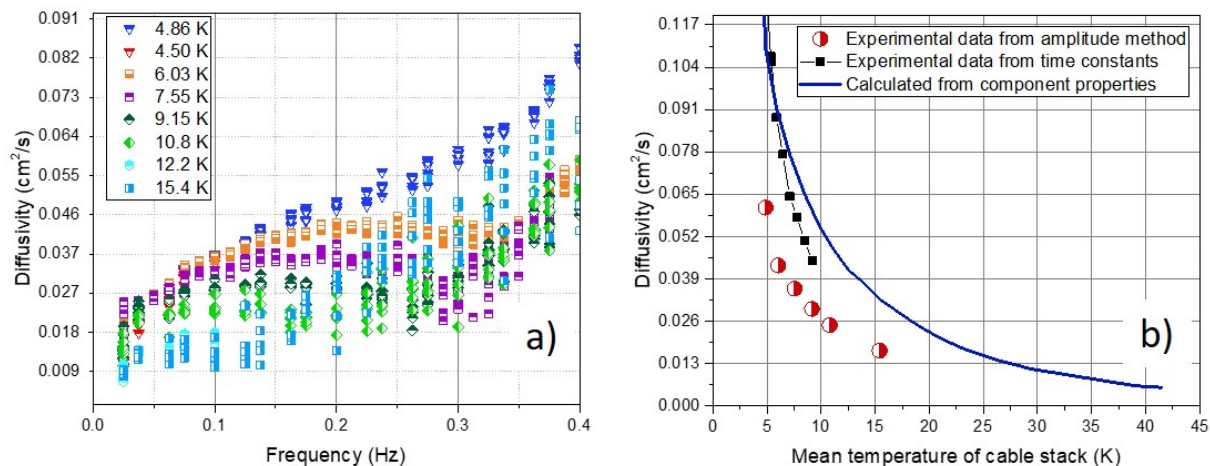 0.091
0.082
0.073
0.064
0.055
0.046
0.037
0.027
0.018
0.009
Diffusivity (cm²/s)
4.86 K
4.50 K
6.03 K
7.55 K
9.15 K
10.8 K
12.2 K
15.4 K
a)
0.0 0.1 0.2 0.3 0.4
Frequency (Hz)
0.117
0.104
0.091
0.078
0.065
0.052
0.039
0.026
0.013
0.000
Diffusivity (cm²/s)
Experimental data from amplitude method
Experimental data from time constants
Calculated from component properties
b)
0 5 10 15 20 25 30 35 40 45
Mean temperature of cable stack (K)